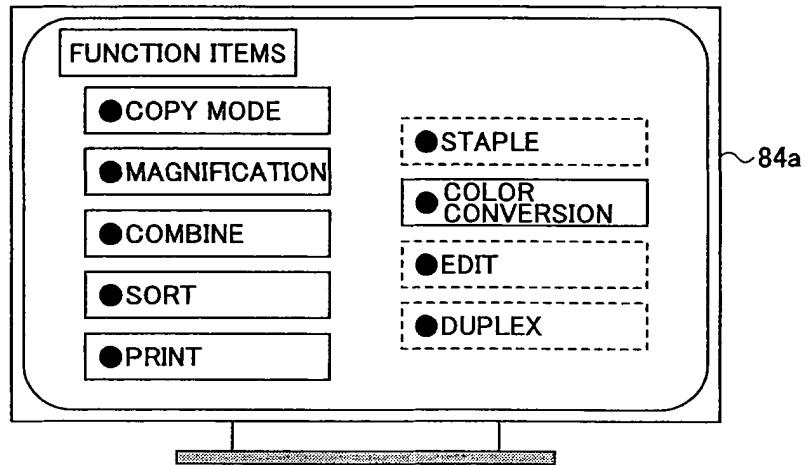 FUNCTION ITEMS
●COPY MODE
●MAGNIFICATION
●COMBINE
●SORT
●PRINT
●STAPLE
●COLOR
CONVERSION
●EDIT
●DUPLEX
84a